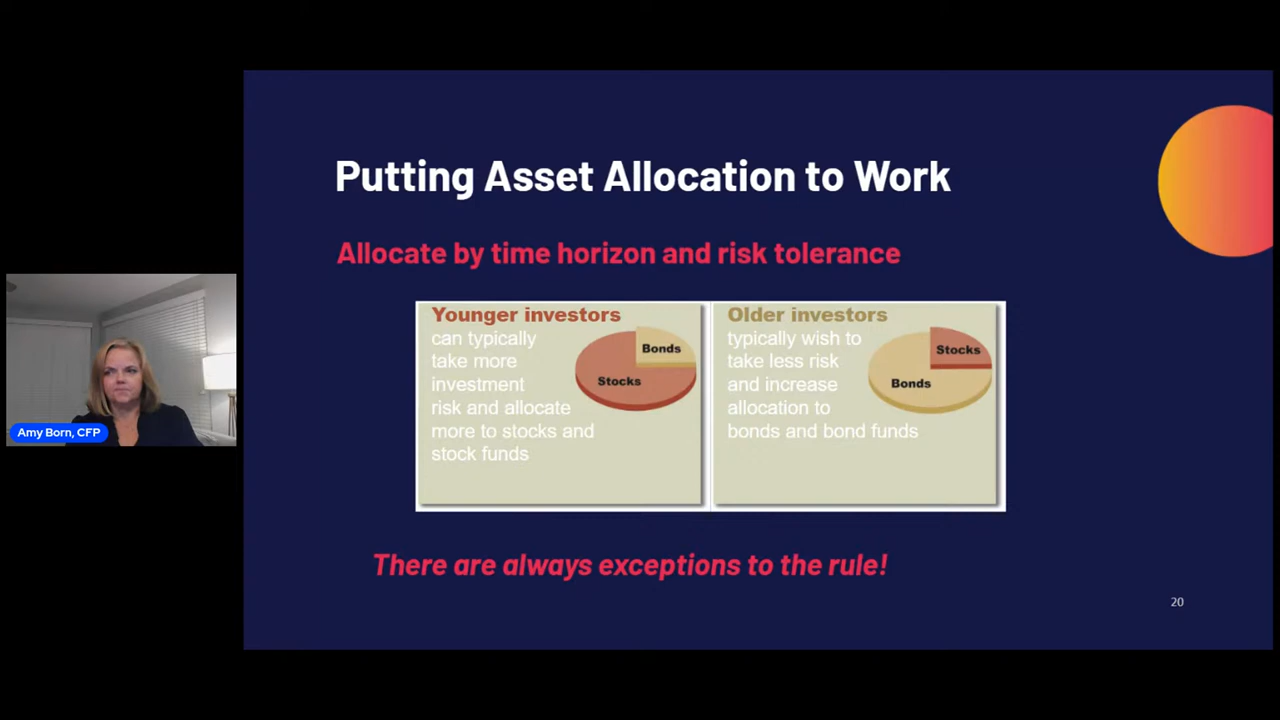 Putting Asset Allocation to Work
Allocate by time horizon and risk tolerance
Younger investors
can typically
take more
investment
risk and allocate
more to stocks and
stock funds
Bonds
Stocks
Older investors
typically wish to
take less risk
and increase
allocation to
bonds and bond funds
Stocks
Bonds
Amy Born, CFP
There are always exceptions to the rule!
20